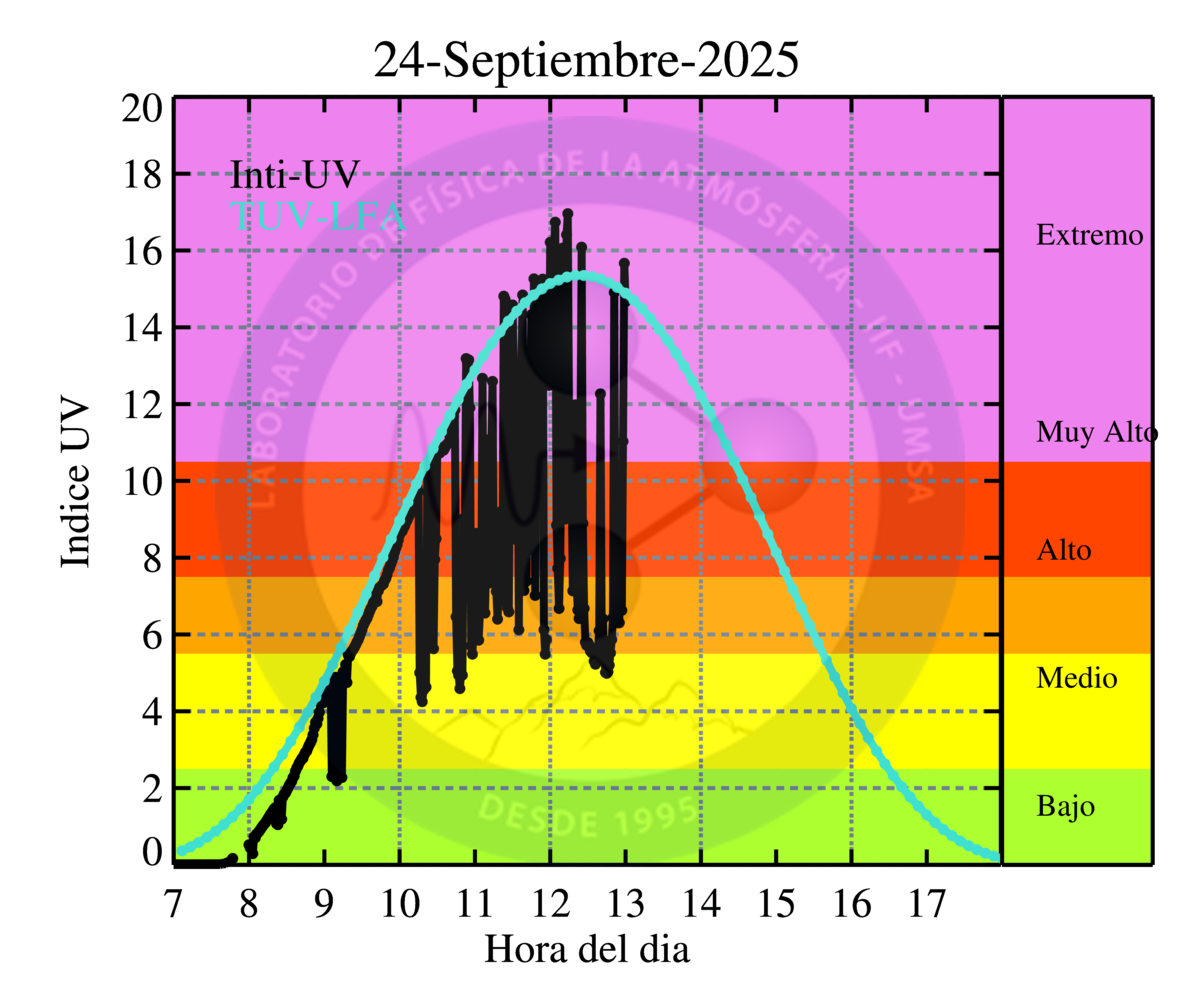 24-Septiembre-2025
20
18
16
14
12
10
8
6
4
2
0
Indice UV
Inti-UV
TUV-LFA
LABORATORIO DE FÍSICA DE LA ATMÓSFERA - IIF - UMSA
DESDE 1995
Extremo
Muy Alto
Alto
Medio
Bajo
7 8 9 10 11 12 13 14 15 16 17
Hora del dia